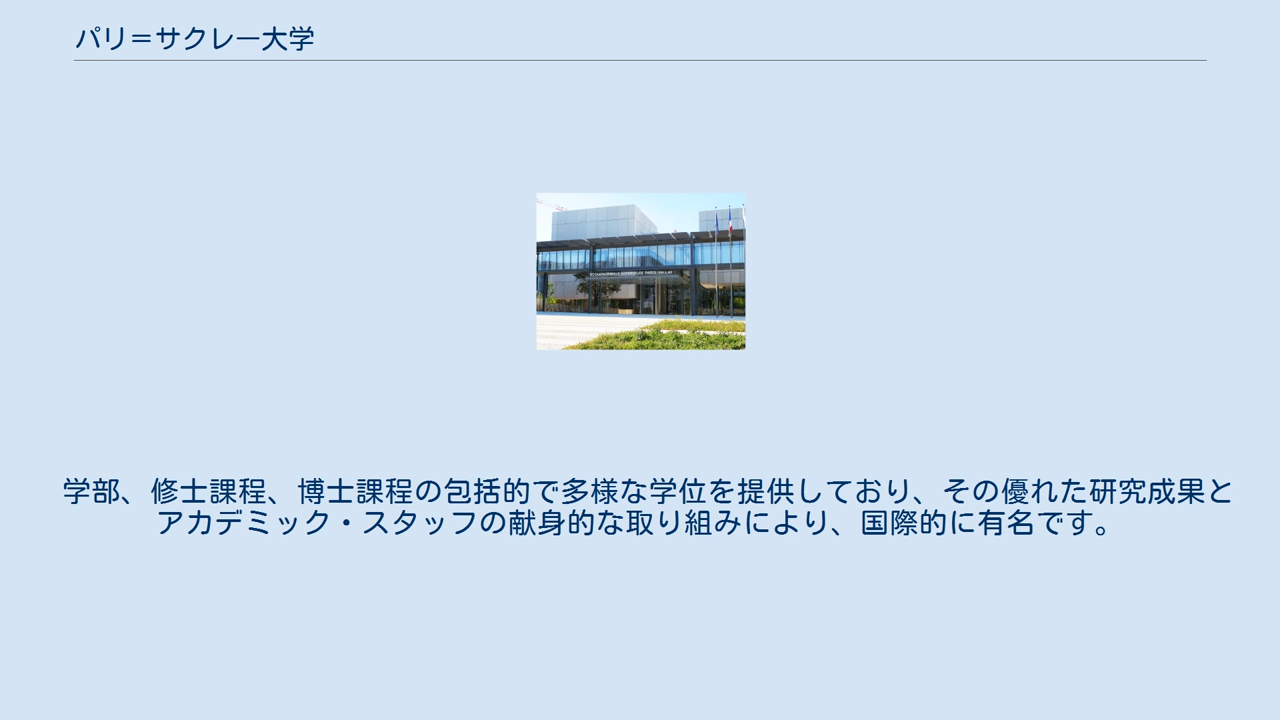 パリ＝サクレー大学
学部、修士課程、博士課程の包括的で多様な学位を提供しており、その優れた研究成果と
アカデミック・スタッフの献身的な取り組みにより、国際的に有名です。